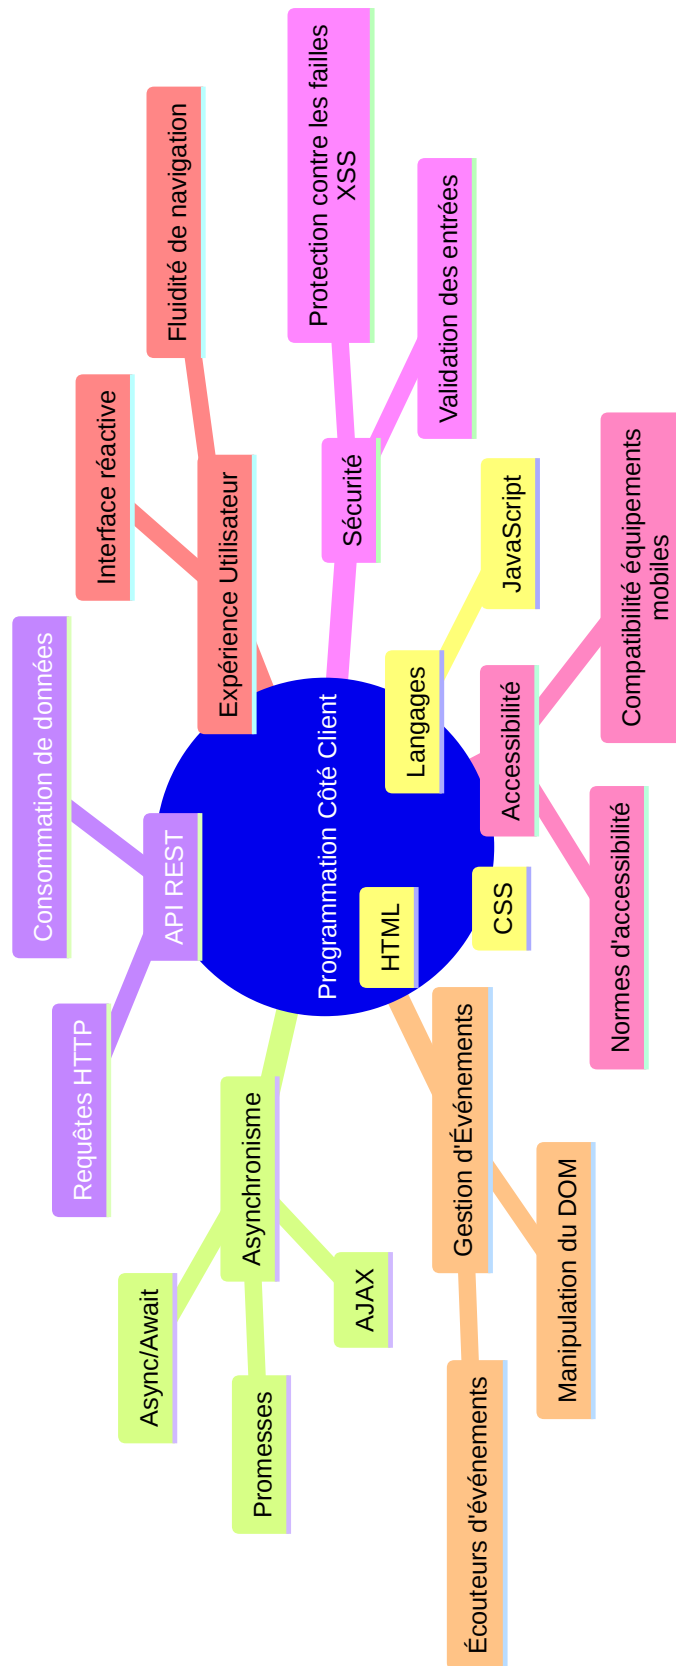 Programmation Côté Client
Langages
HTML
CSS
JavaScript
Accessibilité
Normes d'accessibilité
Compatibilité équipements
mobiles
Sécurité
Protection contre les failles
XSS
Validation des entrées
Expérience Utilisateur
Interface réactive
Fluidité de navigation
API REST
Requêtes HTTP
Consommation de données
Asynchronisme
Async/Await
Promesses
AJAX
Gestion d'Événements
Écouteurs d'événements
Manipulation du DOM